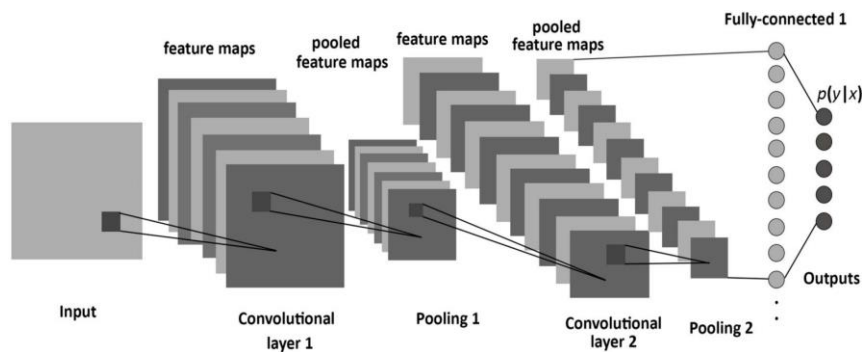 Fully-connected 1
feature maps
pooled
feature maps
feature maps
pooled
feature maps
p(y|x)
Input
Convolutional
layer 1
Pooling 1
Convolutional
layer 2
Pooling 2
Outputs